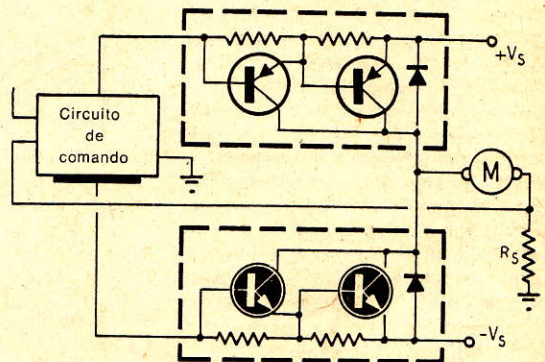 +Vs
Circuito
de
comando
M
Rs
-Vs